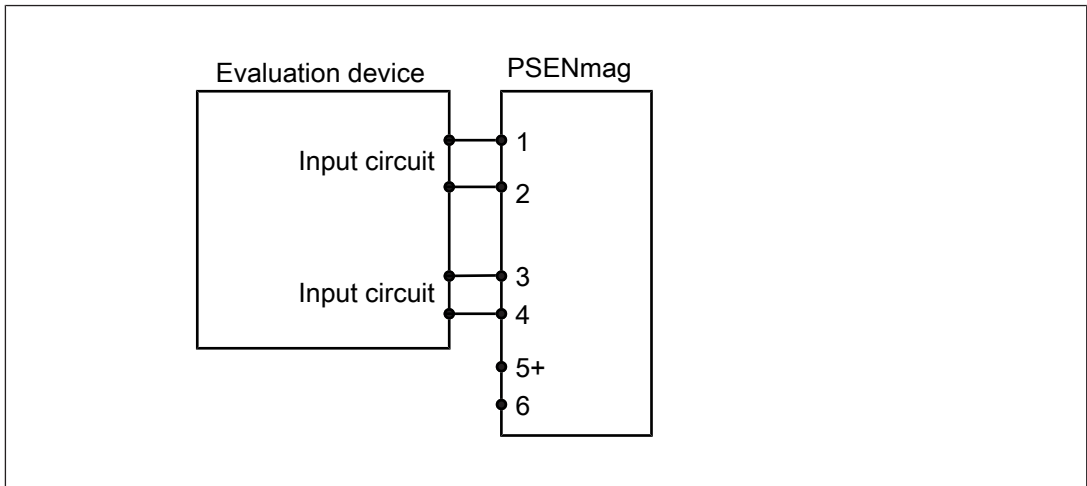 Evaluation device
PSENmag
Input circuit
1
2
Input circuit
3
4
5+
6